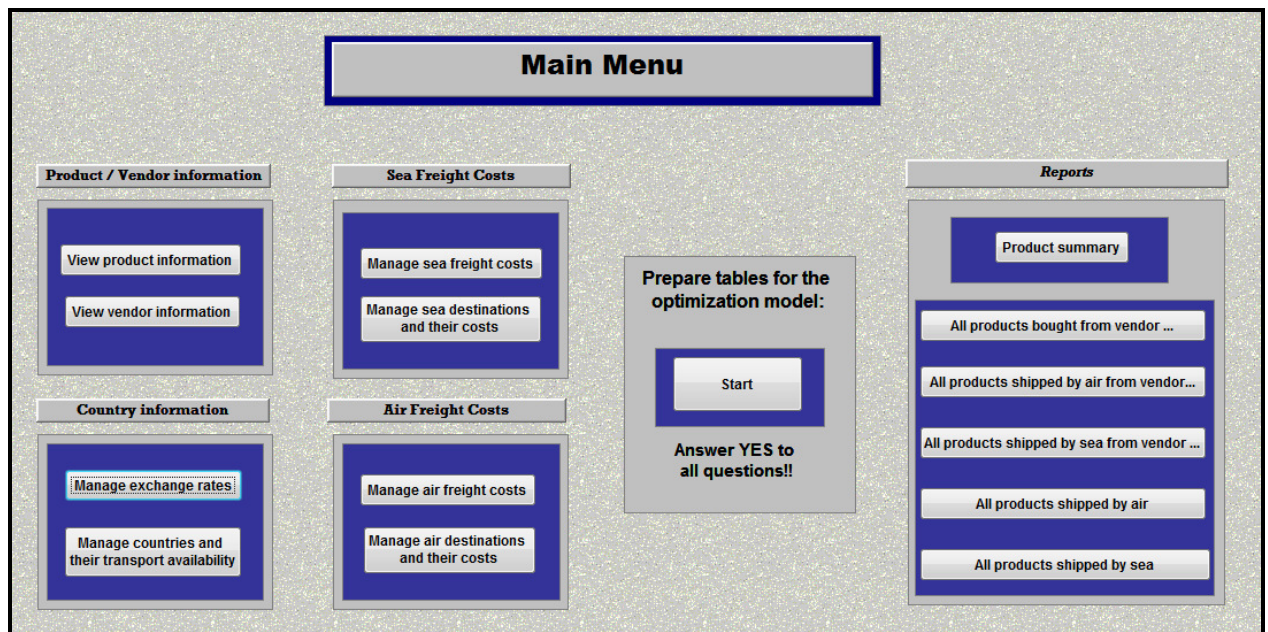 Main Menu
Product / Vendor information
View product information
View vendor information
Country information
Manage exchange rates
Manage countries and
their transport availability
Sea Freight Costs
Manage sea freight costs
Manage sea destinations
and their costs
Air Freight Costs
Manage air freight costs
Manage air destinations
and their costs
Prepare tables for the
optimization model:
Start
Answer YES to
all questions!!
Reports
Product summary
All products bought from vendor ...
All products shipped by air from vendor...
All products shipped by sea from vendor ...
All products shipped by air
All products shipped by sea